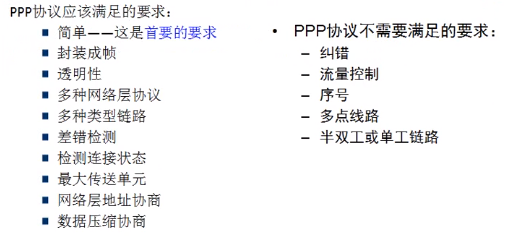 PPP协议应该满足的要求：
■ 简单——这是首要的要求
■ 封装成帧
■ 透明性
■ 多种网络层协议
■ 多种类型链路
■ 差错检测
■ 检测连接状态
■ 最大传送单元
■ 网络层地址协商
■ 数据压缩协商
• PPP协议不需要满足的要求：
– 纠错
– 流量控制
– 序号
– 多点线路
– 半双工或单工链路